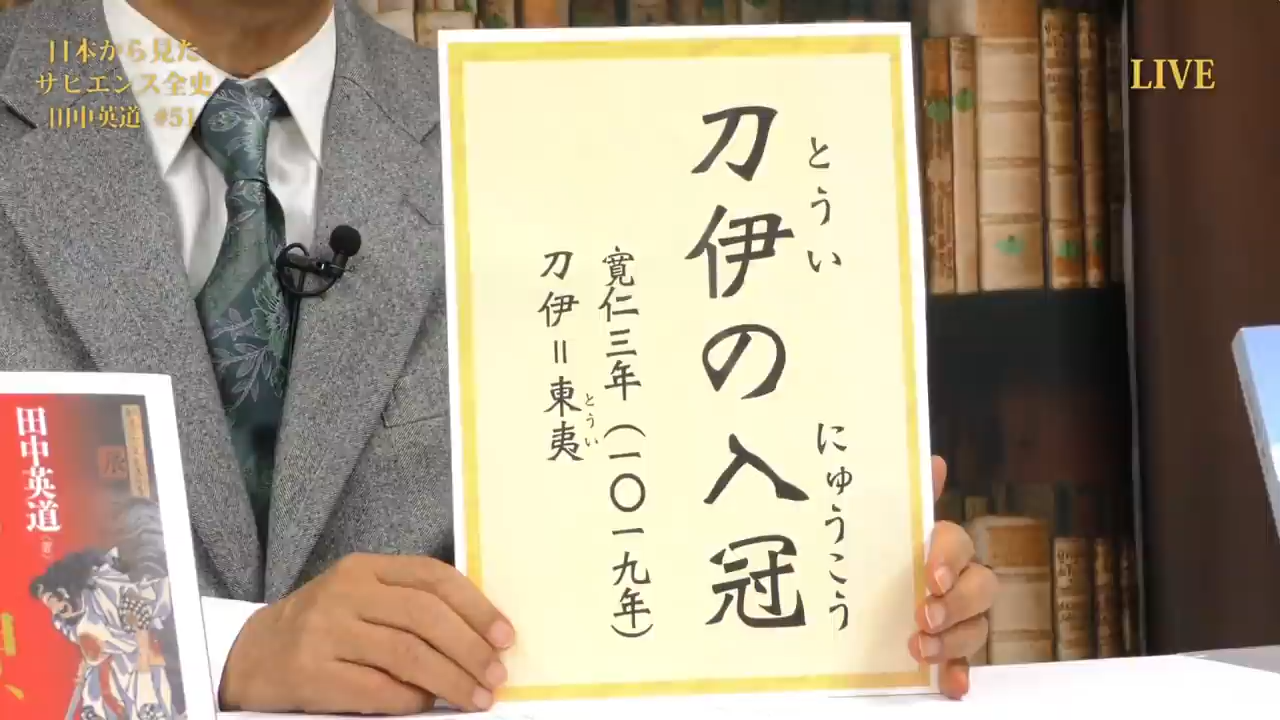 日本から見た
サピエンス全史
田中英道 #51
LIVE
とうい
刀伊の入冠
にゅうこう
寛仁三年（一〇一九年）
刀伊＝東夷
とうい
田中英道